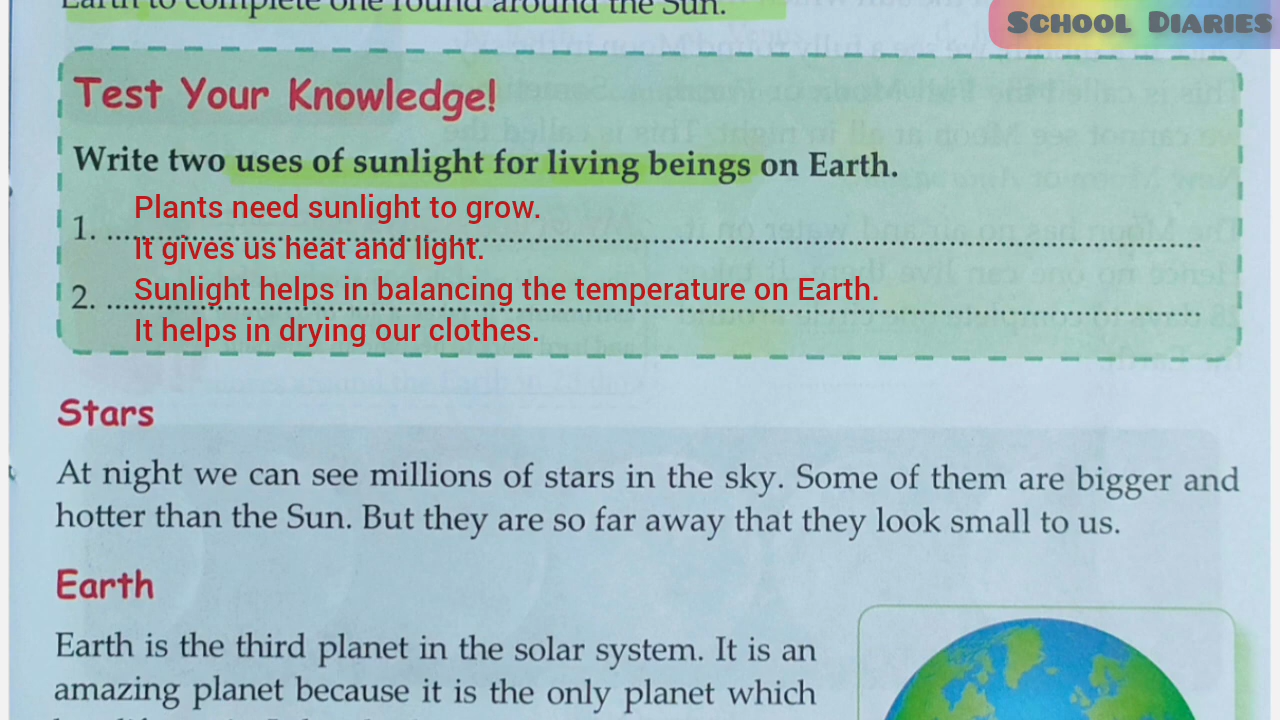 Earth to complete one round around the Sun.
School Diaries
Test Your Knowledge!
Write two uses of sunlight for living beings on Earth.
Plants need sunlight to grow.
1.
It gives us heat and light.
Sunlight helps in balancing the temperature on Earth.
2.
It helps in drying our clothes.
Stars
At night we can see millions of stars in the sky. Some of them are bigger and
hotter than the Sun. But they are so far away that they look small to us.
Earth
Earth is the third planet in the solar system. It is an
amazing planet because it is the only planet which